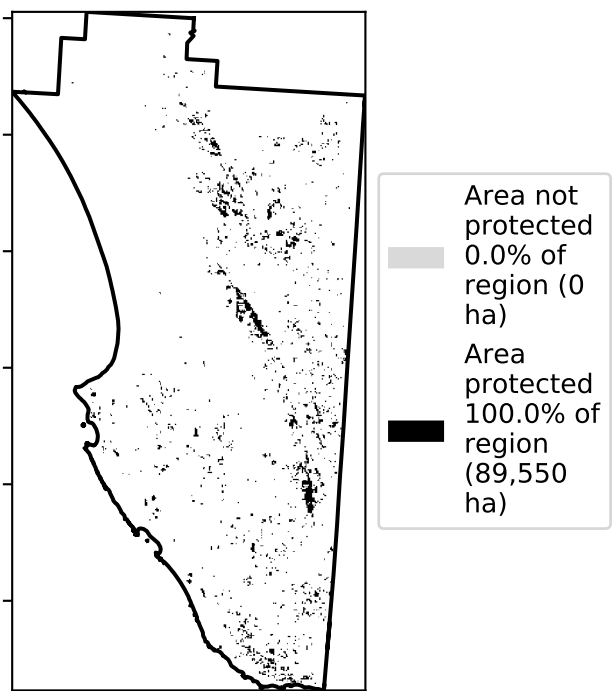 Area not
protected
0.0% of
region (0
ha)
Area
protected
100.0% of
region
(89,550
ha)